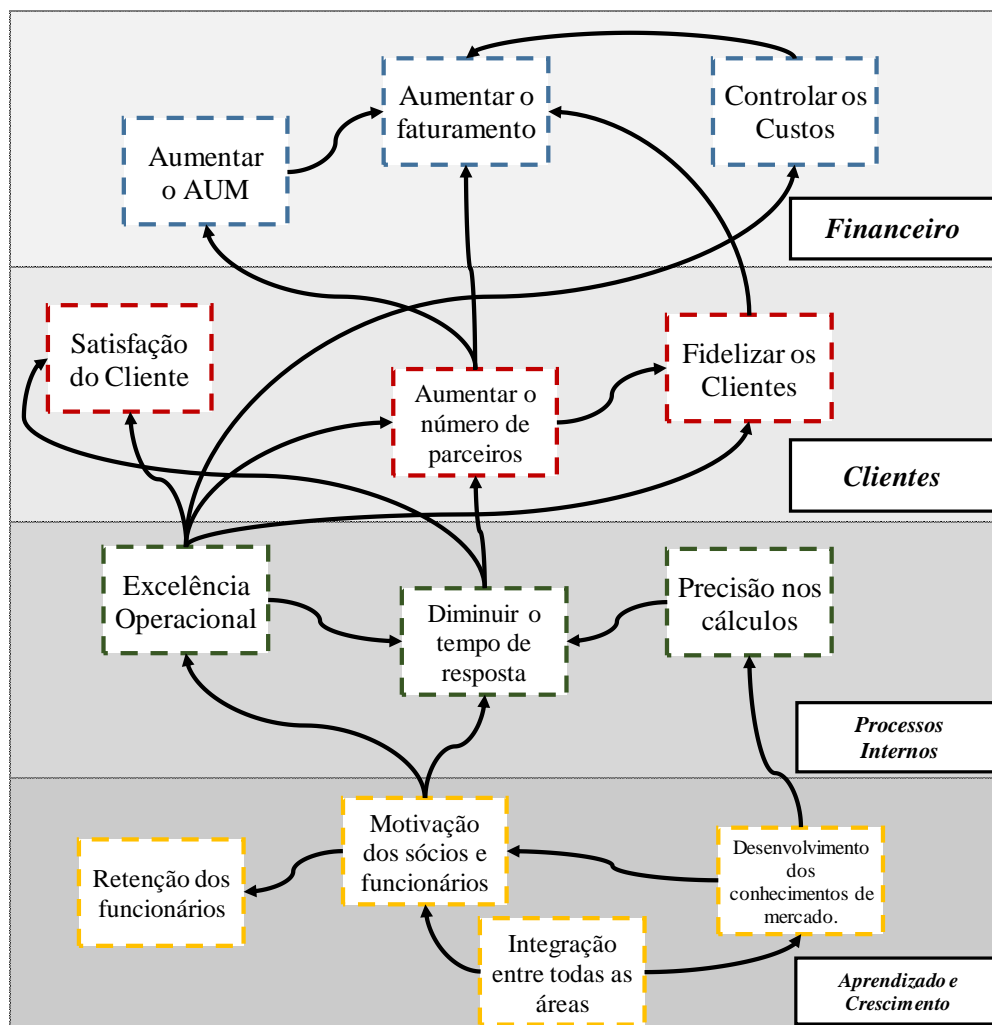 Aumentar o
faturamento
Controlar os
Custos
Aumentar
o AUM
Financeiro
Satisfação
do Cliente
Fidelizar os
Clientes
Aumentar o
número de
parceiros
Clientes
Excelência
Operacional
Diminuir o
tempo de
resposta
Precisão nos
cálculos
Processos
Internos
Motivação
dos sócios e
funcionários
Retenção dos
funcionários
Desenvolvimento
dos
conhecimentos de
mercado.
Integração
entre todas as
áreas
Aprendizado e
Crescimento